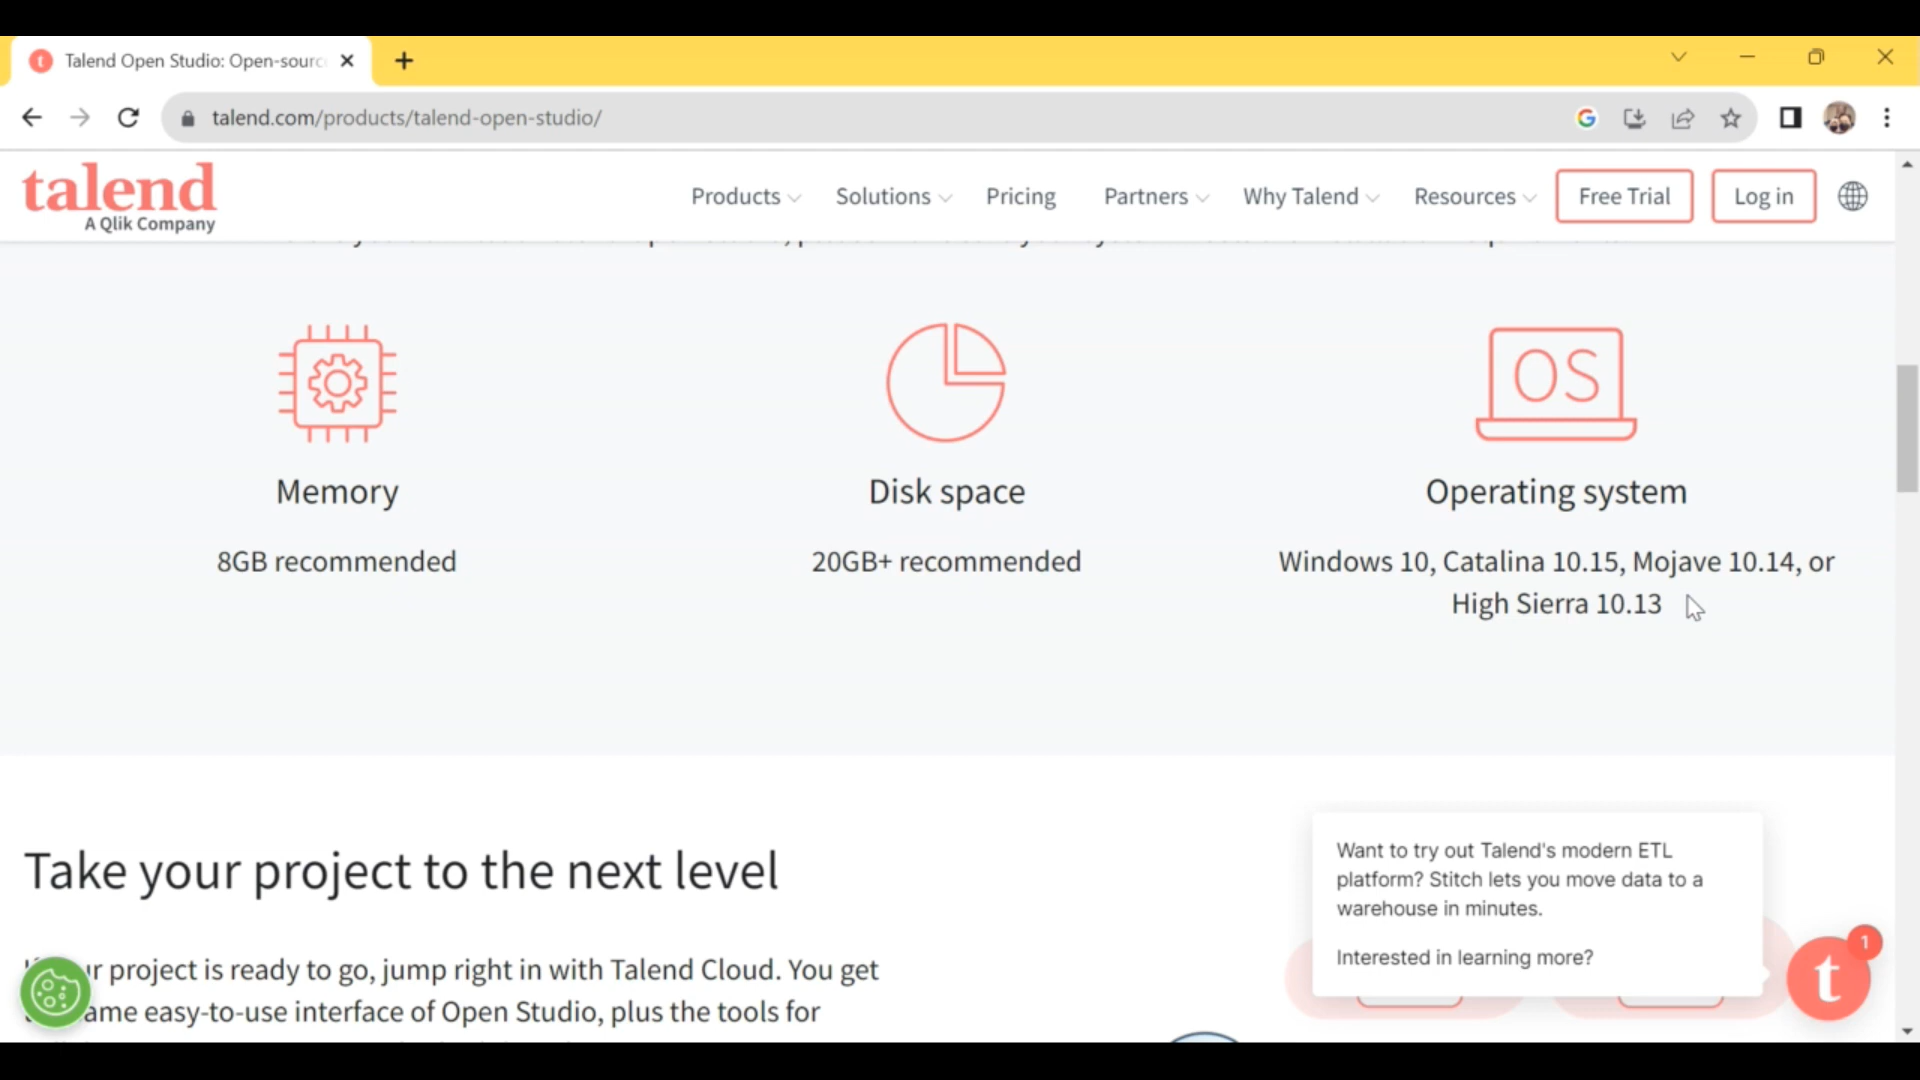 Talend Open Studio: Open-sourc
talend.com/products/talend-open-studio/
talend
A Qlik Company
Products
Solutions
Pricing
Partners
Why Talend
Resources
Free Trial
Log in
OS
Memory
Disk space
Operating system
8GB recommended
20GB+ recommended
Windows 10, Catalina 10.15, Mojave 10.14, or
High Sierra 10.13
Take your project to the next level
project is ready to go, jump right in with Talend Cloud. You get
ame easy-to-use interface of Open Studio, plus the tools for
Want to try out Talend's modern ETL
platform? Stitch lets you move data to a
warehouse in minutes.
Interested in learning more?
t
1